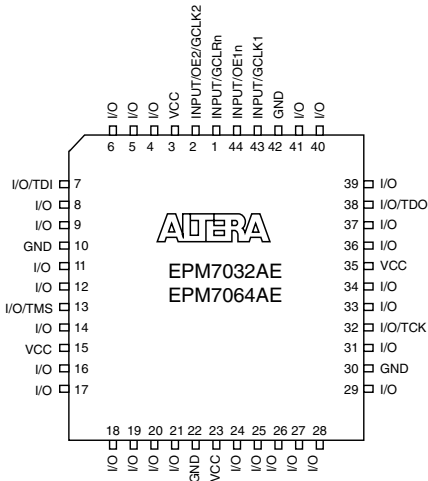 I/O
I/O
I/O
VCC
INPUT/OE2/GCLK2
INPUT/GCLRn
INPUT/OE1n
INPUT/GCLK1
GND
I/O
I/O
6 5 4 3 2 1 44 43 42 41 40
I/O/TDI 7
I/O 8
I/O 9
GND 10
I/O 11
I/O 12
I/O/TMS 13
I/O 14
VCC 15
I/O 16
I/O 17
ALTERA
EPM7032AE
EPM7064AE
39 I/O
38 I/O/TDO
37 I/O
36 I/O
35 VCC
34 I/O
33 I/O
32 I/O/TCK
31 I/O
30 GND
29 I/O
18 19 20 21 22 23 24 25 26 27 28
I/O
I/O
I/O
I/O
GND
VCC
I/O
I/O
I/O
I/O
I/O